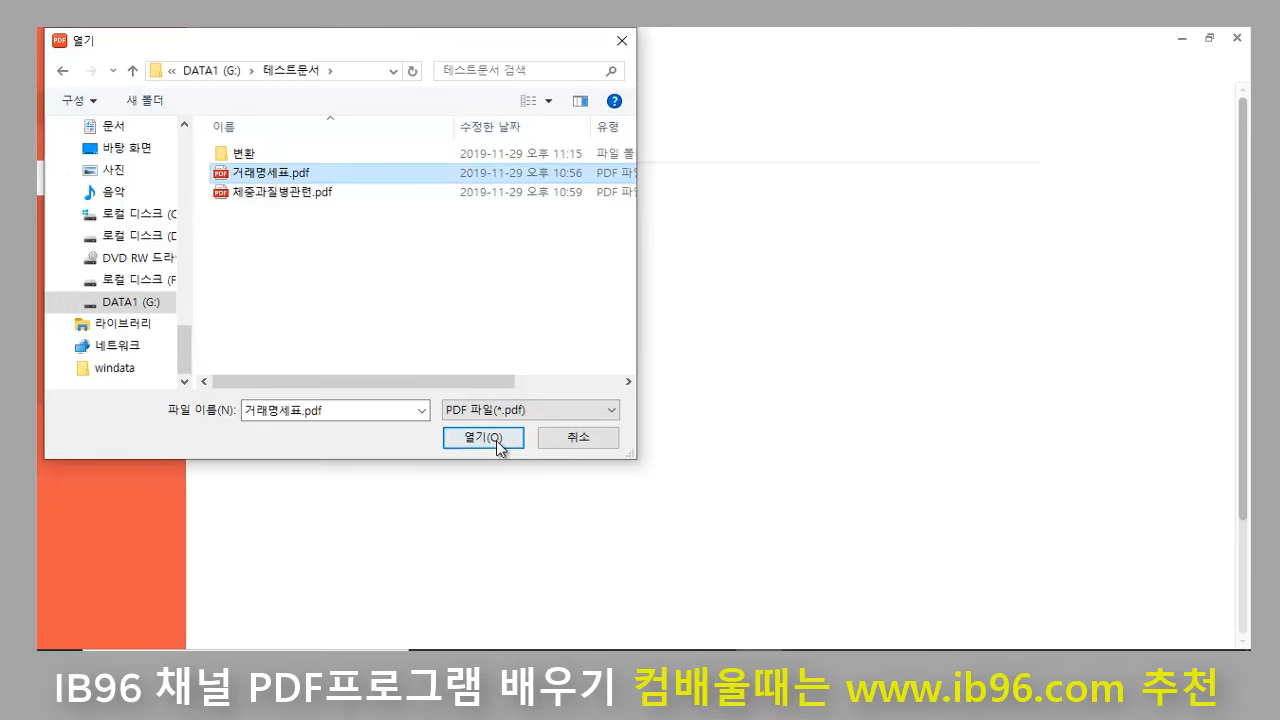 PDF 열기
« DATA1 (G:) › 테스트문서 ›
테스트문서 검색
구성 새 폴더
이름 수정한 날짜 유형
문서
바탕 화면
사진
음악
로컬 디스크 (C
로컬 디스크 (D
DVD RW 드라
로컬 디스크 (F
DATA1 (G:)
라이브러리
네트워크
windata
변환 2019-11-29 오후 11:15 파일 폴
PDF 거래명세표.pdf 2019-11-29 오후 10:56 PDF 파일
PDF 체중과질병관련.pdf 2019-11-29 오후 10:59 PDF 파일
파일 이름(N): 거래명세표.pdf PDF 파일(*.pdf)
열기(O) 취소
IB96 채널 PDF프로그램 배우기 컴배울때는 www.ib96.com 추천